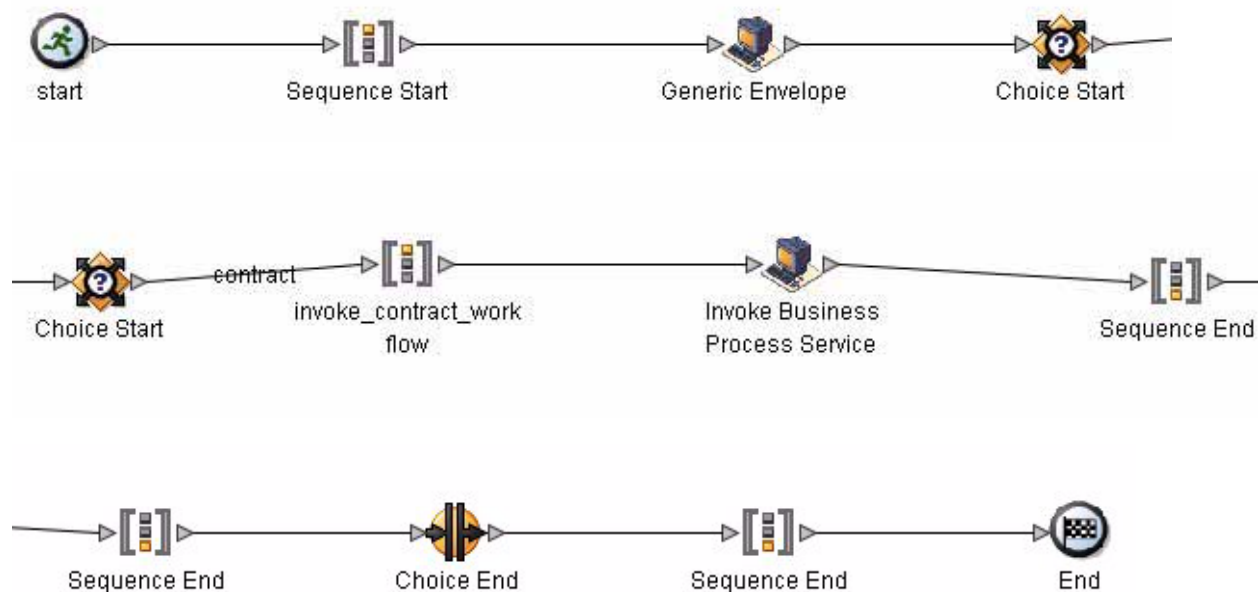 start
Sequence Start
Generic Envelope
Choice Start
contract
Choice Start
invoke_contract_work
flow
Invoke Business
Process Service
Sequence End
Sequence End
Choice End
Sequence End
End